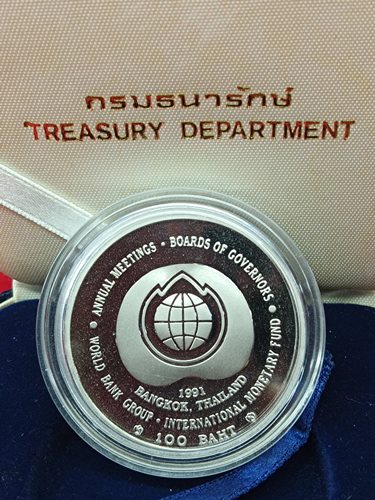 กรมธนารักษ์
TREASURY DEPARTMENT
ANNUAL MEETINGS • BOARDS OF GOVERNORS •
WORLD BANK GROUP • INTERNATIONAL MONETARY FUND
1991
BANGKOK, THAILAND
100 BAHT